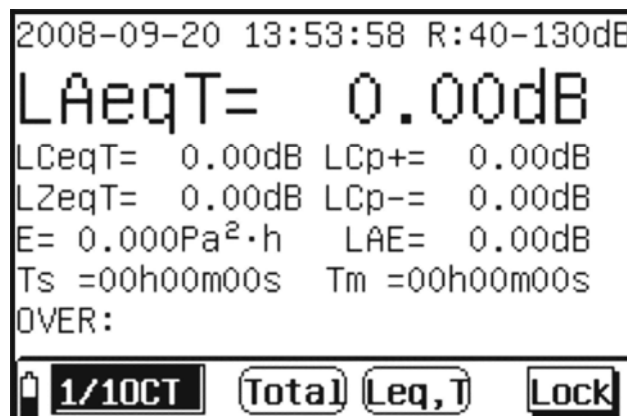 2008-09-20 13:53:58 R:40-130dB
LAeqT= 0.00dB
LCeqT= 0.00dB LCp+= 0.00dB
LZeqT= 0.00dB LCp-= 0.00dB
E= 0.000Pa²·h LAE= 0.00dB
Ts =00h00m00s Tm =00h00m00s
OVER:
1/1OCT Total Leq,T Lock